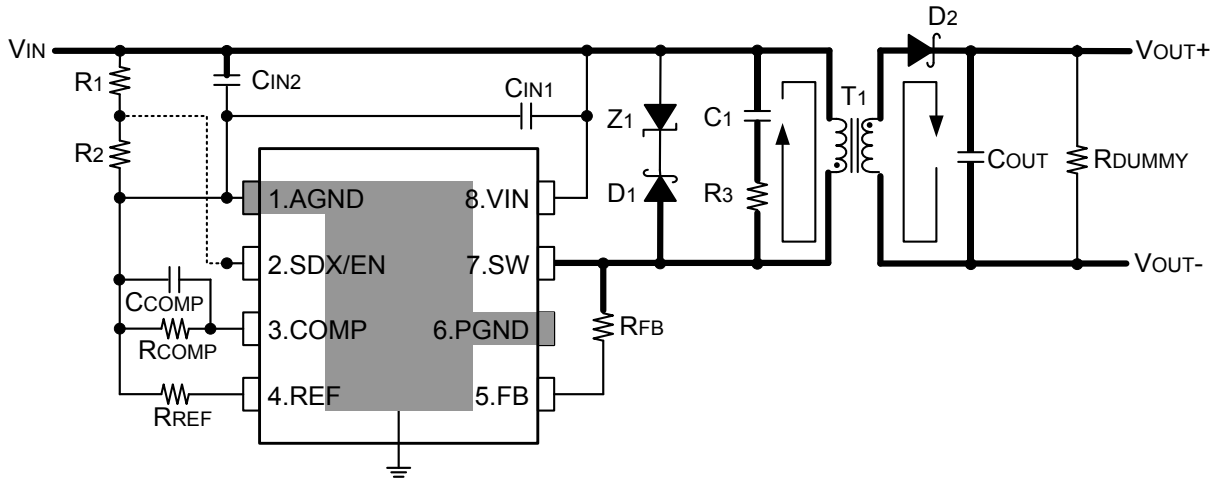 D2
VIN
VOUT+
R1
CIN2
CIN1
Z1
C1
T1
R2
COUT
RDUMMY
1.AGND
8.VIN
D1
R3
2.SDX/EN
7.SW
VOUT-
CCOMP
3.COMP
6.PGND
RFB
RCOMP
4.REF
5.FB
RREF